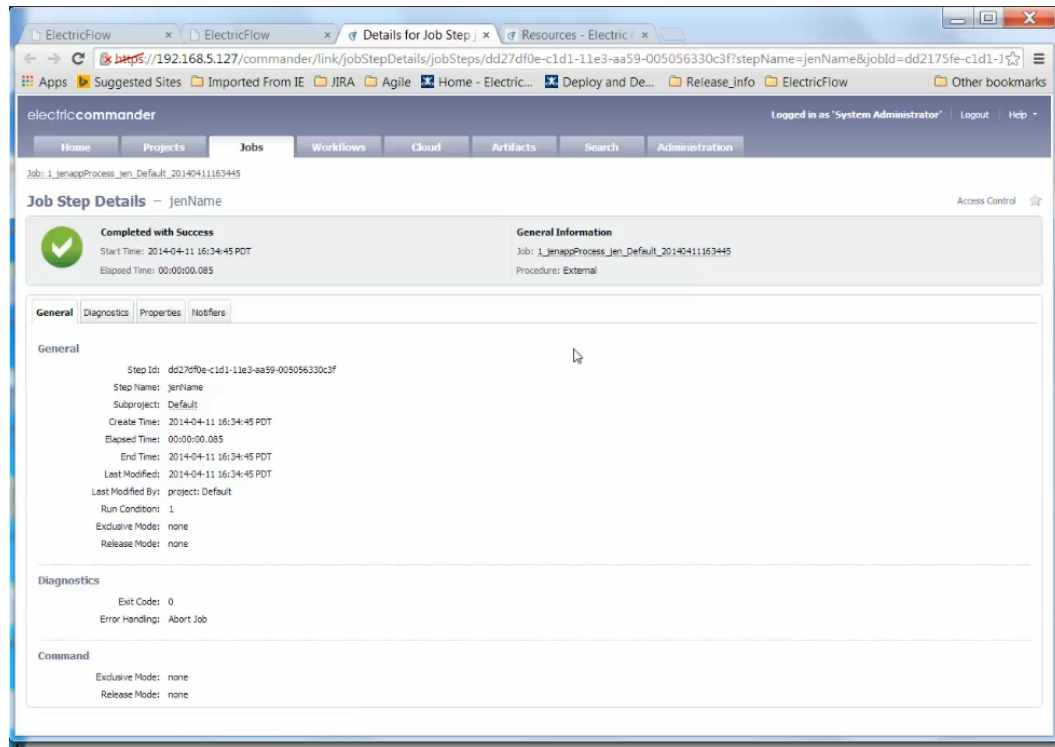 ElectricFlow
ElectricFlow
Details for Job Step j
Resources - Electric
https://192.168.5.127/commander/link/jobStepDetails/jobSteps/dd27df0e-c1d1-11e3-aa59-005056330c3f?stepName=jenName&jobId=dd2175fe-c1d1-1
Apps Suggested Sites Imported From IE JIRA Agile Home - Electric... Deploy and De... Release_info ElectricFlow Other bookmarks
electriccommander
Logged in as 'System Administrator' Logout Help
Home Projects Jobs Workflows Cloud Artifacts Search Administration
Job: 1_jenappProcess_jen_Default_20140411163445
Job Step Details – jenName
Access Control
Completed with Success
Start Time: 2014-04-11 16:34:45 PDT
Elapsed Time: 00:00:00.085
General Information
Job: 1_jenappProcess_jen_Default_20140411163445
Procedure: External
General Diagnostics Properties Notifiers
General
Step Id: dd27df0e-c1d1-11e3-aa59-005056330c3f
Step Name: jenName
Subproject: Default
Create Time: 2014-04-11 16:34:45 PDT
Elapsed Time: 00:00:00.085
End Time: 2014-04-11 16:34:45 PDT
Last Modified: 2014-04-11 16:34:45 PDT
Last Modified By: project: Default
Run Condition: 1
Exclusive Mode: none
Release Mode: none
Diagnostics
Exit Code: 0
Error Handling: Abort Job
Command
Exclusive Mode: none
Release Mode: none